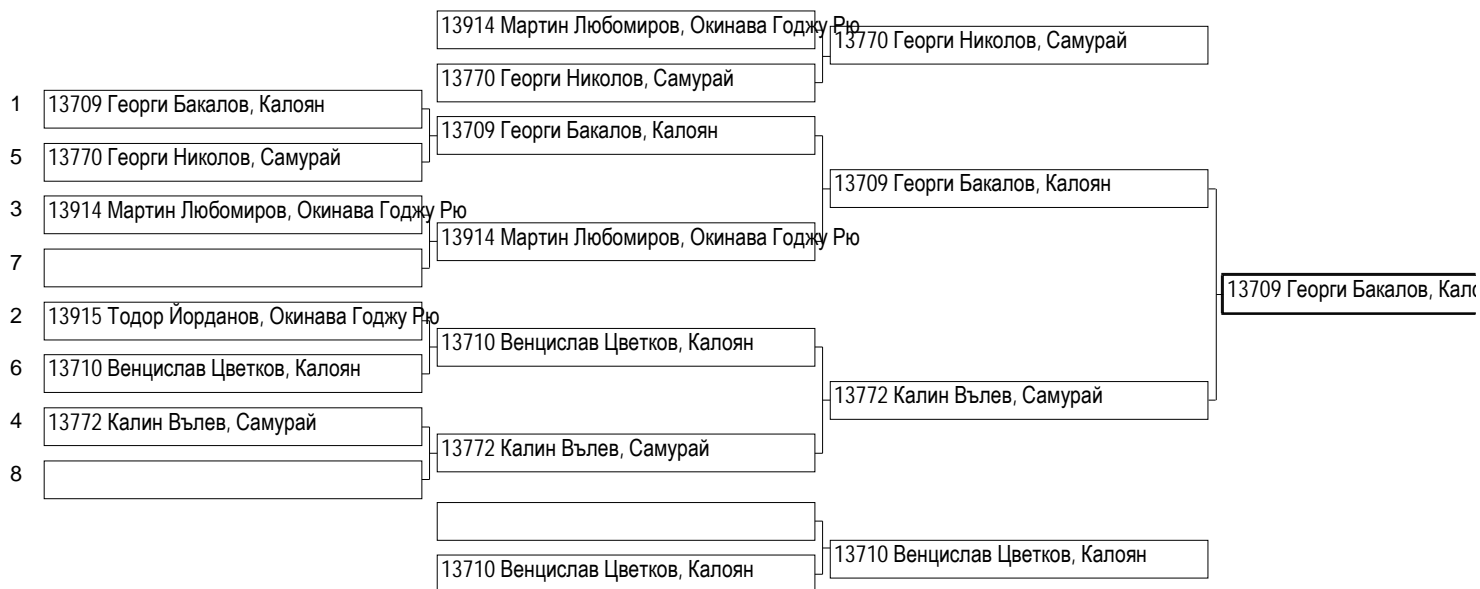 13914 Мартин Любомиров, Окинава Годжу Рю
13770 Георги Николов, Самурай
13770 Георги Николов, Самурай
1 13709 Георги Бакалов, Калоян
13709 Георги Бакалов, Калоян
5 13770 Георги Николов, Самурай
13709 Георги Бакалов, Калоян
3 13914 Мартин Любомиров, Окинава Годжу Рю
13914 Мартин Любомиров, Окинава Годжу Рю
7
13709 Георги Бакалов, Кало
2 13915 Тодор Йорданов, Окинава Годжу Рю
13710 Венцислав Цветков, Калоян
6 13710 Венцислав Цветков, Калоян
13772 Калин Вълев, Самурай
4 13772 Калин Вълев, Самурай
13772 Калин Вълев, Самурай
8
13710 Венцислав Цветков, Калоян
13710 Венцислав Цветков, Калоян